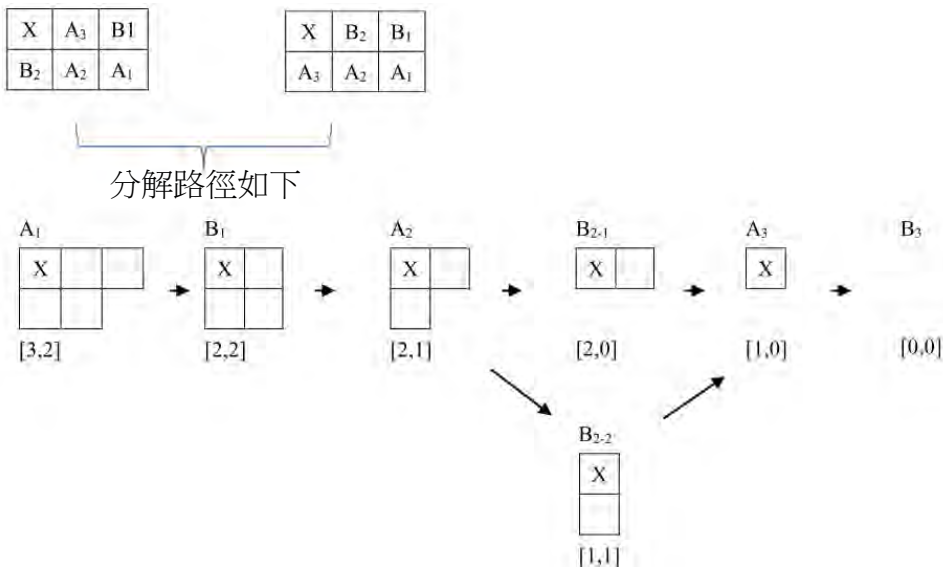 X A₃ B1
B₂ A₂ A₁
X B₂ B₁
A₃ A₂ A₁
分解路徑如下
A₁ B₁ A₂ B₂₋₁ A₃ B₃
X X X X X
[3,2] [2,2] [2,1] [2,0] [1,0] [0,0]
B₂₋₂
X
[1,1]